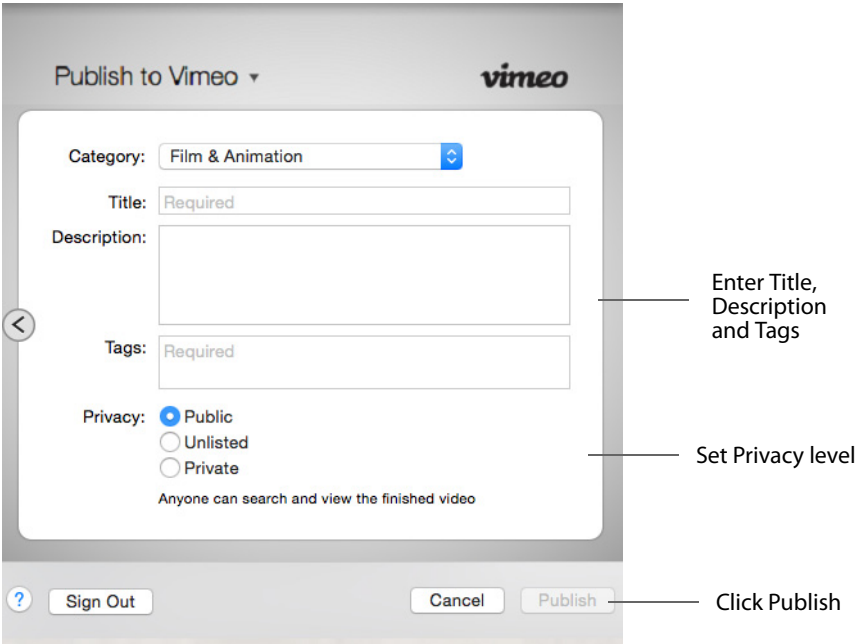 Publish to Vimeo
vimeo
Category: Film & Animation
Title: Required
Description:
Enter Title,
Description
and Tags
Tags: Required
Privacy: Public
Unlisted
Private
Set Privacy level
Anyone can search and view the finished video
? Sign Out Cancel Publish
Click Publish